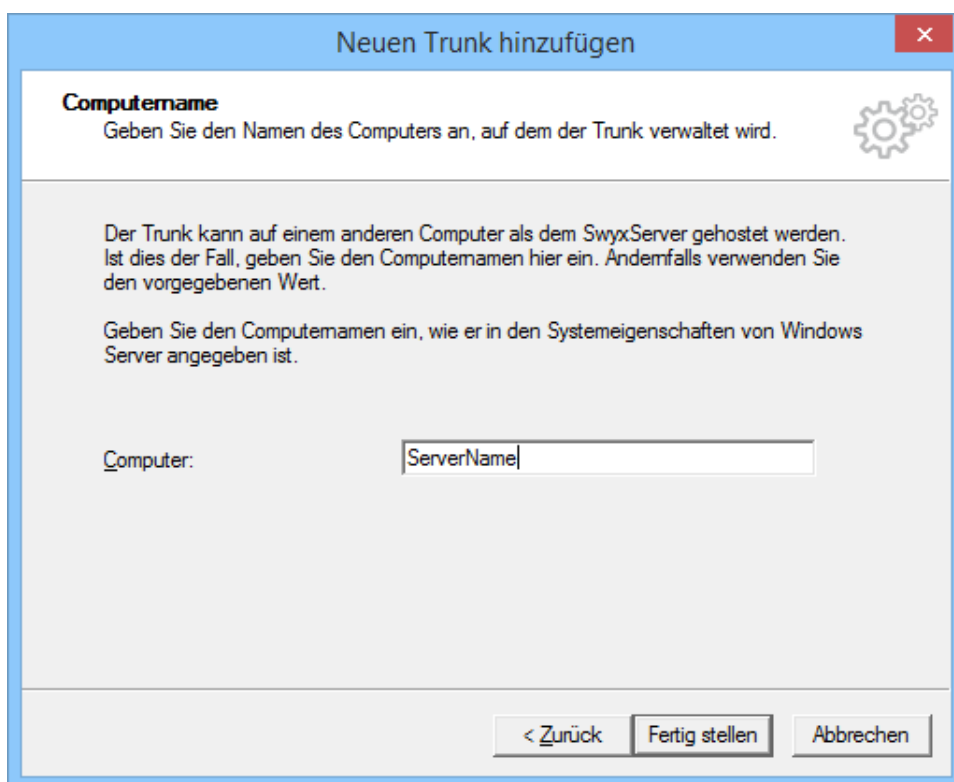 Neuen Trunk hinzufügen
Computername
Geben Sie den Namen des Computers an, auf dem der Trunk verwaltet wird.
Der Trunk kann auf einem anderen Computer als dem SwyxServer gehostet werden.
Ist dies der Fall, geben Sie den Computernamen hier ein. Andernfalls verwenden Sie
den vorgegebenen Wert.
Geben Sie den Computernamen ein, wie er in den Systemeigenschaften von Windows
Server angegeben ist.
Computer: ServerName
< Zurück Fertig stellen Abbrechen